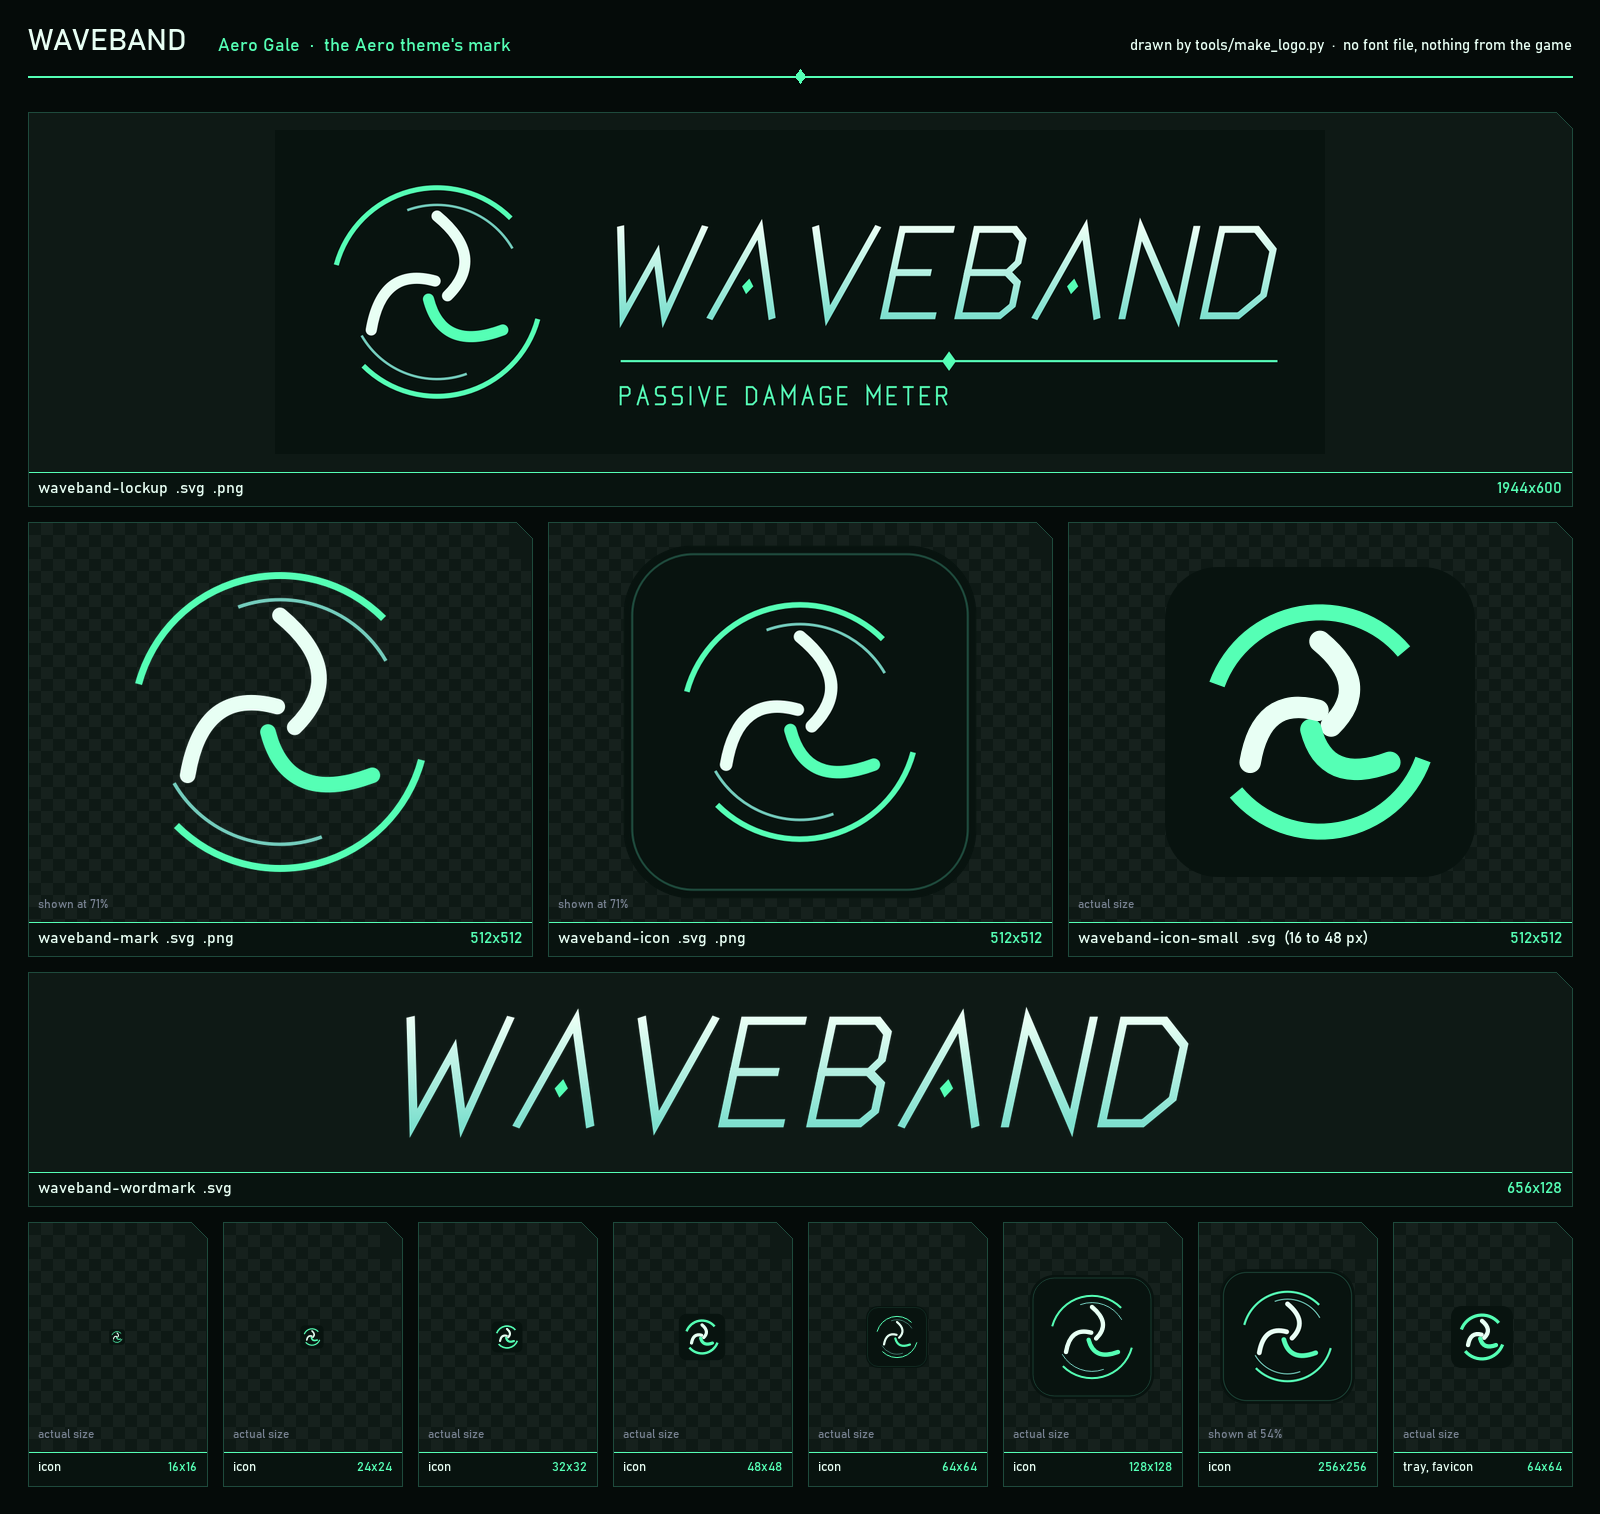 WAVEBAND
Aero Gale · the Aero theme's mark
drawn by tools/make_logo.py · no font file, nothing from the game
WAVEBAND
PASSIVE DAMAGE METER
waveband-lockup .svg .png
1944x600
shown at 71%
waveband-mark .svg .png
512x512
shown at 71%
waveband-icon .svg .png
512x512
actual size
waveband-icon-small .svg (16 to 48 px)
512x512
WAVEBAND
waveband-wordmark .svg
656x128
actual size
icon
16x16
actual size
icon
24x24
actual size
icon
32x32
actual size
icon
48x48
actual size
icon
64x64
actual size
icon
128x128
shown at 54%
icon
256x256
actual size
tray, favicon
64x64